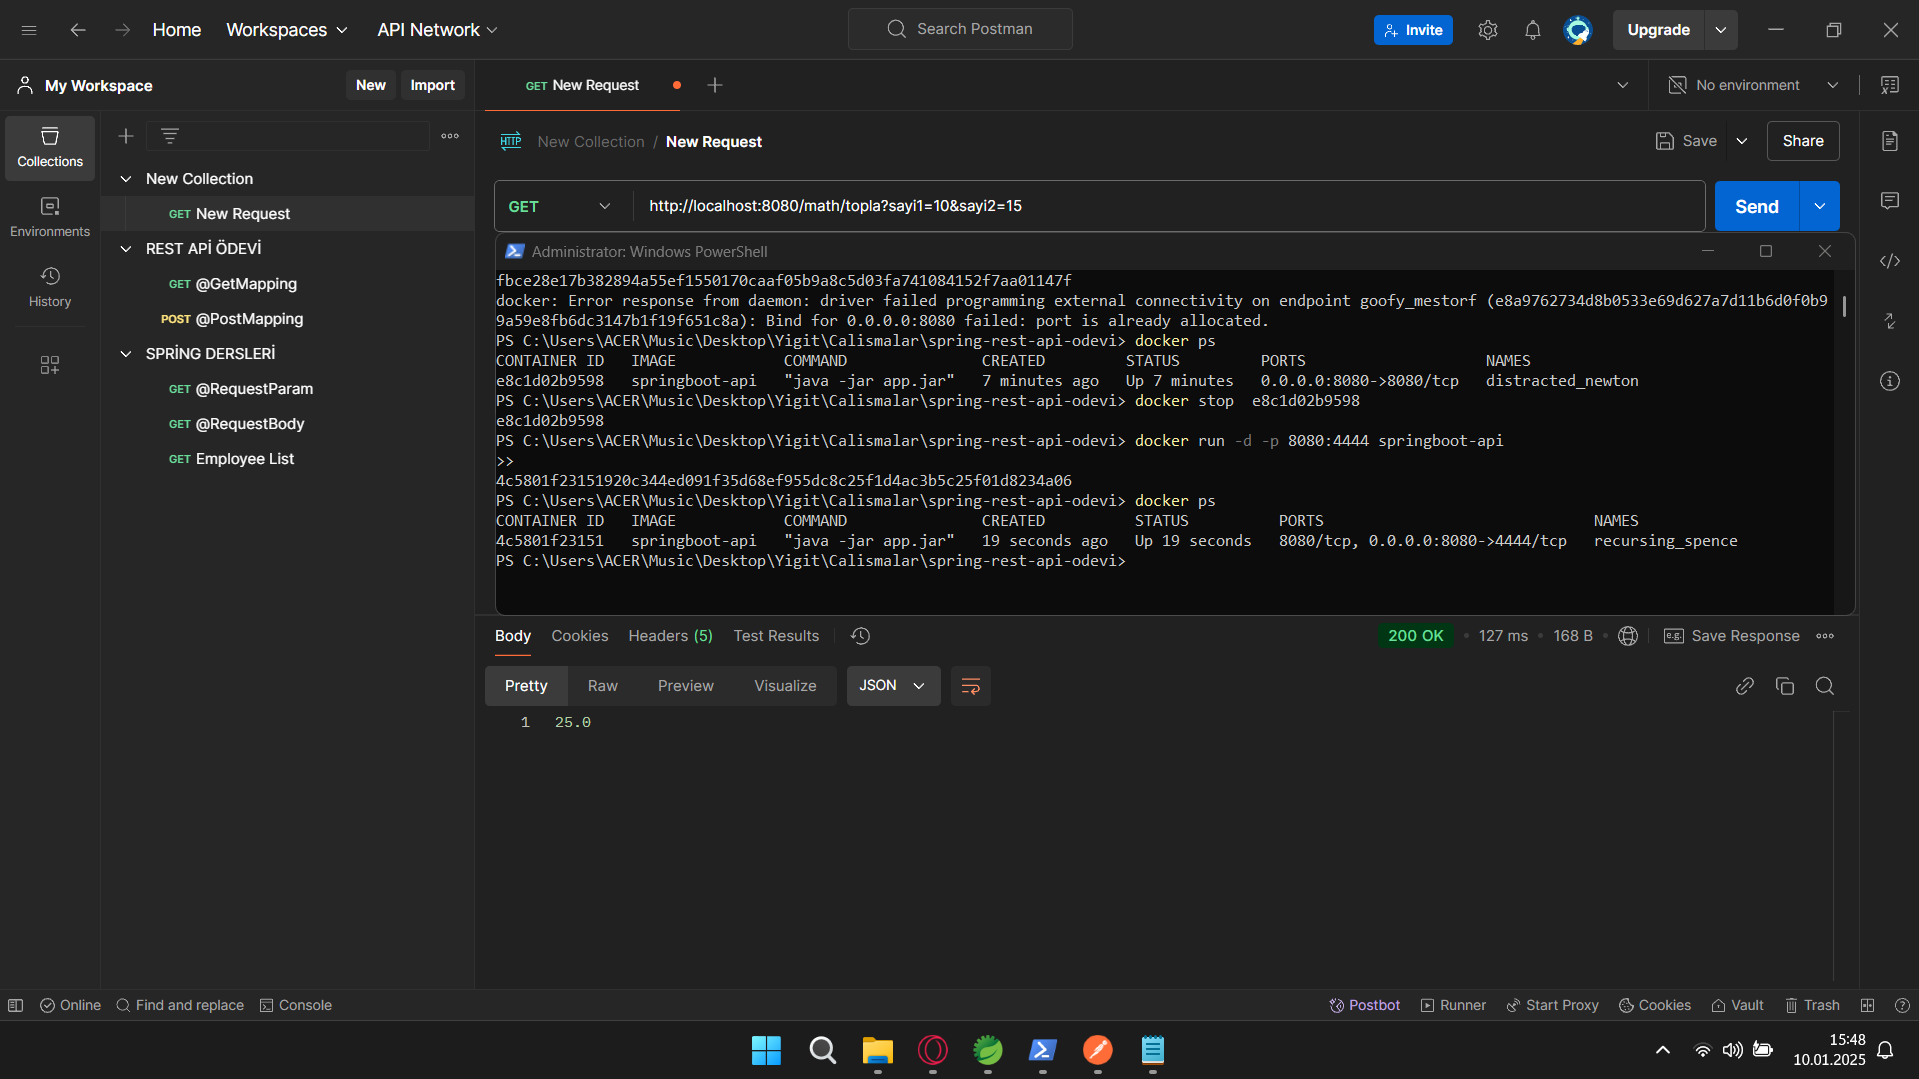 Home
Workspaces
API Network
Search Postman
Invite
Upgrade
My Workspace
New
Import
GET New Request
No environment
Collections
Environments
History
New Collection
GET New Request
REST APİ ÖDEVİ
GET @GetMapping
POST @PostMapping
SPRİNG DERSLERİ
GET @RequestParam
GET @RequestBody
GET Employee List
HTTP New Collection / New Request
Save
Share
GET
http://localhost:8080/math/topla?sayi1=10&sayi2=15
Send
Administrator: Windows PowerShell
fbce28e17b382894a55ef1550170caaf05b9a8c5d03fa741084152f7aa01147f
docker: Error response from daemon: driver failed programming external connectivity on endpoint goofy_mestorf (e8a9762734d8b0533e69d627a7d11b6d0f0b9
9a59e8fb6dc3147b1f19f651c8a): Bind for 0.0.0.0:8080 failed: port is already allocated.
PS C:\Users\ACER\Music\Desktop\Yigit\Calismalar\spring-rest-api-odevi> docker ps
CONTAINER ID IMAGE COMMAND CREATED STATUS PORTS NAMES
e8c1d02b9598 springboot-api "java -jar app.jar" 7 minutes ago Up 7 minutes 0.0.0.0:8080->8080/tcp distracted_newton
PS C:\Users\ACER\Music\Desktop\Yigit\Calismalar\spring-rest-api-odevi> docker stop e8c1d02b9598
e8c1d02b9598
PS C:\Users\ACER\Music\Desktop\Yigit\Calismalar\spring-rest-api-odevi> docker run -d -p 8080:4444 springboot-api
>>
4c5801f23151920c344ed091f35d68ef955dc8c25f1d4ac3b5c25f01d8234a06
PS C:\Users\ACER\Music\Desktop\Yigit\Calismalar\spring-rest-api-odevi> docker ps
CONTAINER ID IMAGE COMMAND CREATED STATUS PORTS NAMES
4c5801f23151 springboot-api "java -jar app.jar" 19 seconds ago Up 19 seconds 8080/tcp, 0.0.0.0:8080->4444/tcp recursing_spence
PS C:\Users\ACER\Music\Desktop\Yigit\Calismalar\spring-rest-api-odevi>
Body
Cookies
Headers (5)
Test Results
200 OK
127 ms
168 B
e.g. Save Response
Pretty
Raw
Preview
Visualize
JSON
1 25.0
Online
Find and replace
Console
Postbot
Runner
Start Proxy
Cookies
Vault
Trash
15:48
10.01.2025